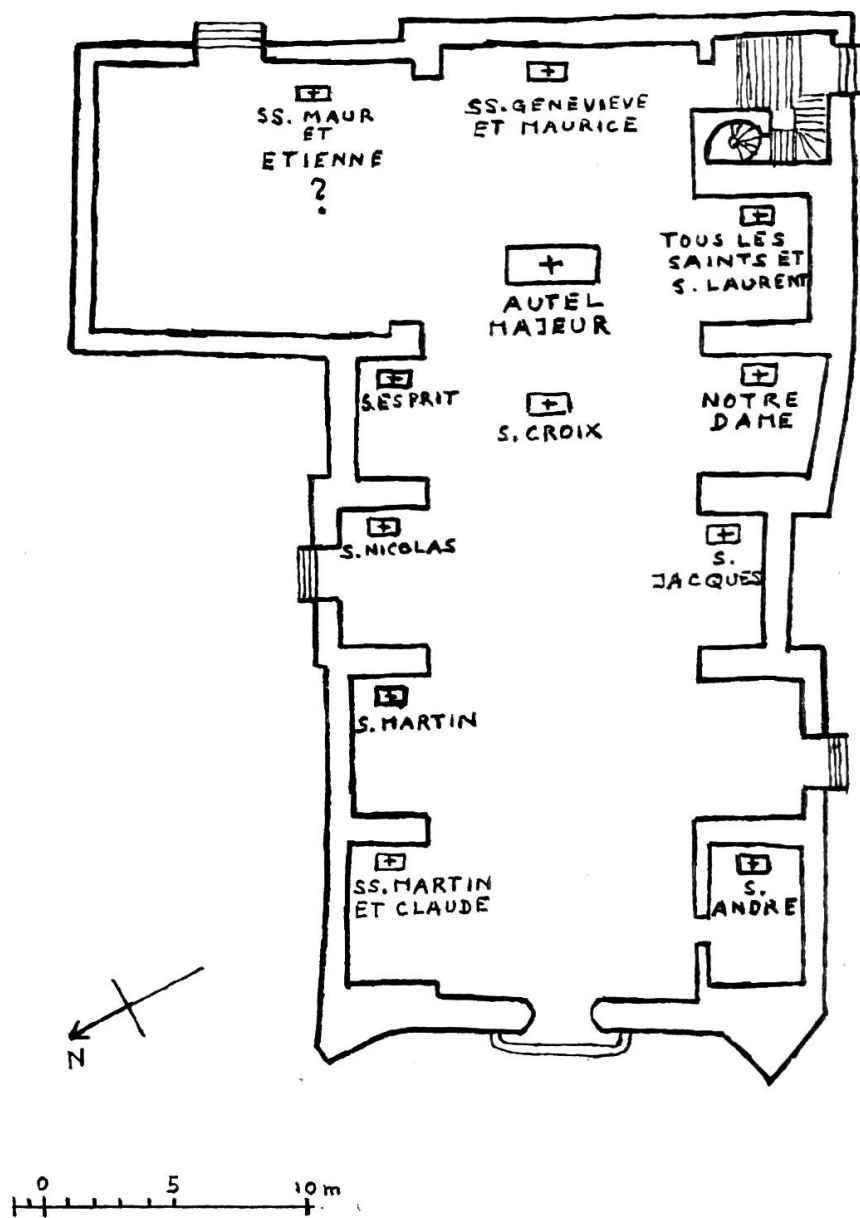 SS. MAUR
ET
ETIENNE
?
SS. GENEVIEVE
ET MAURICE
TOUS LES
SAINTS ET
S. LAURENT
AUTEL
MAJEUR
S.ESPRIT
S. CROIX
NOTRE
DAME
S. NICOLAS
S.
JACQUES
S. MARTIN
SS. MARTIN
ET CLAUDE
S.
ANDRE
N
0 5 10 m